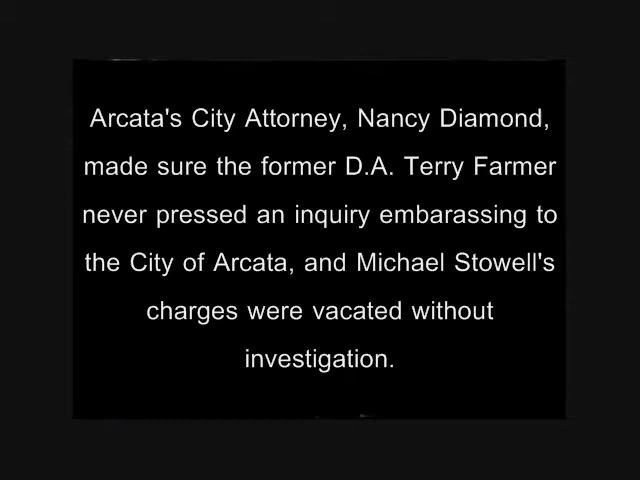 Arcata's City Attorney, Nancy Diamond,
made sure the former D.A. Terry Farmer
never pressed an inquiry embarassing to
the City of Arcata, and Michael Stowell's
charges were vacated without
investigation.